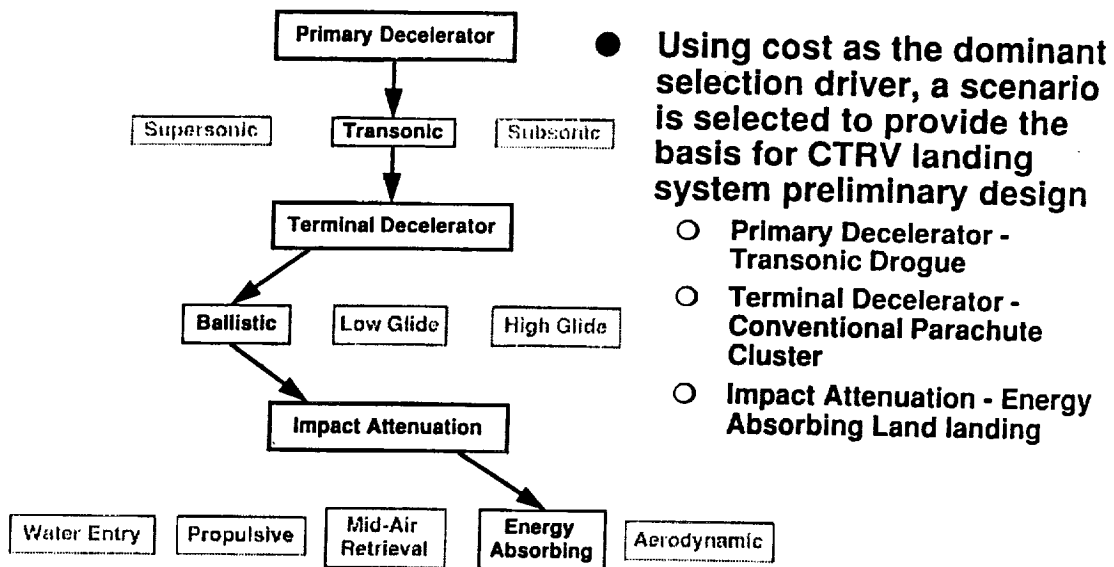 Primary Decelerator
Supersonic
Transonic
Subsonic
Terminal Decelerator
Ballistic
Low Glide
High Glide
Impact Attenuation
Water Entry
Propulsive
Mid-Air
Retrieval
Energy
Absorbing
Aerodynamic
● Using cost as the dominant
selection driver, a scenario
is selected to provide the
basis for CTRV landing
system preliminary design
○ Primary Decelerator -
Transonic Drogue
○ Terminal Decelerator -
Conventional Parachute
Cluster
○ Impact Attenuation - Energy
Absorbing Land landing